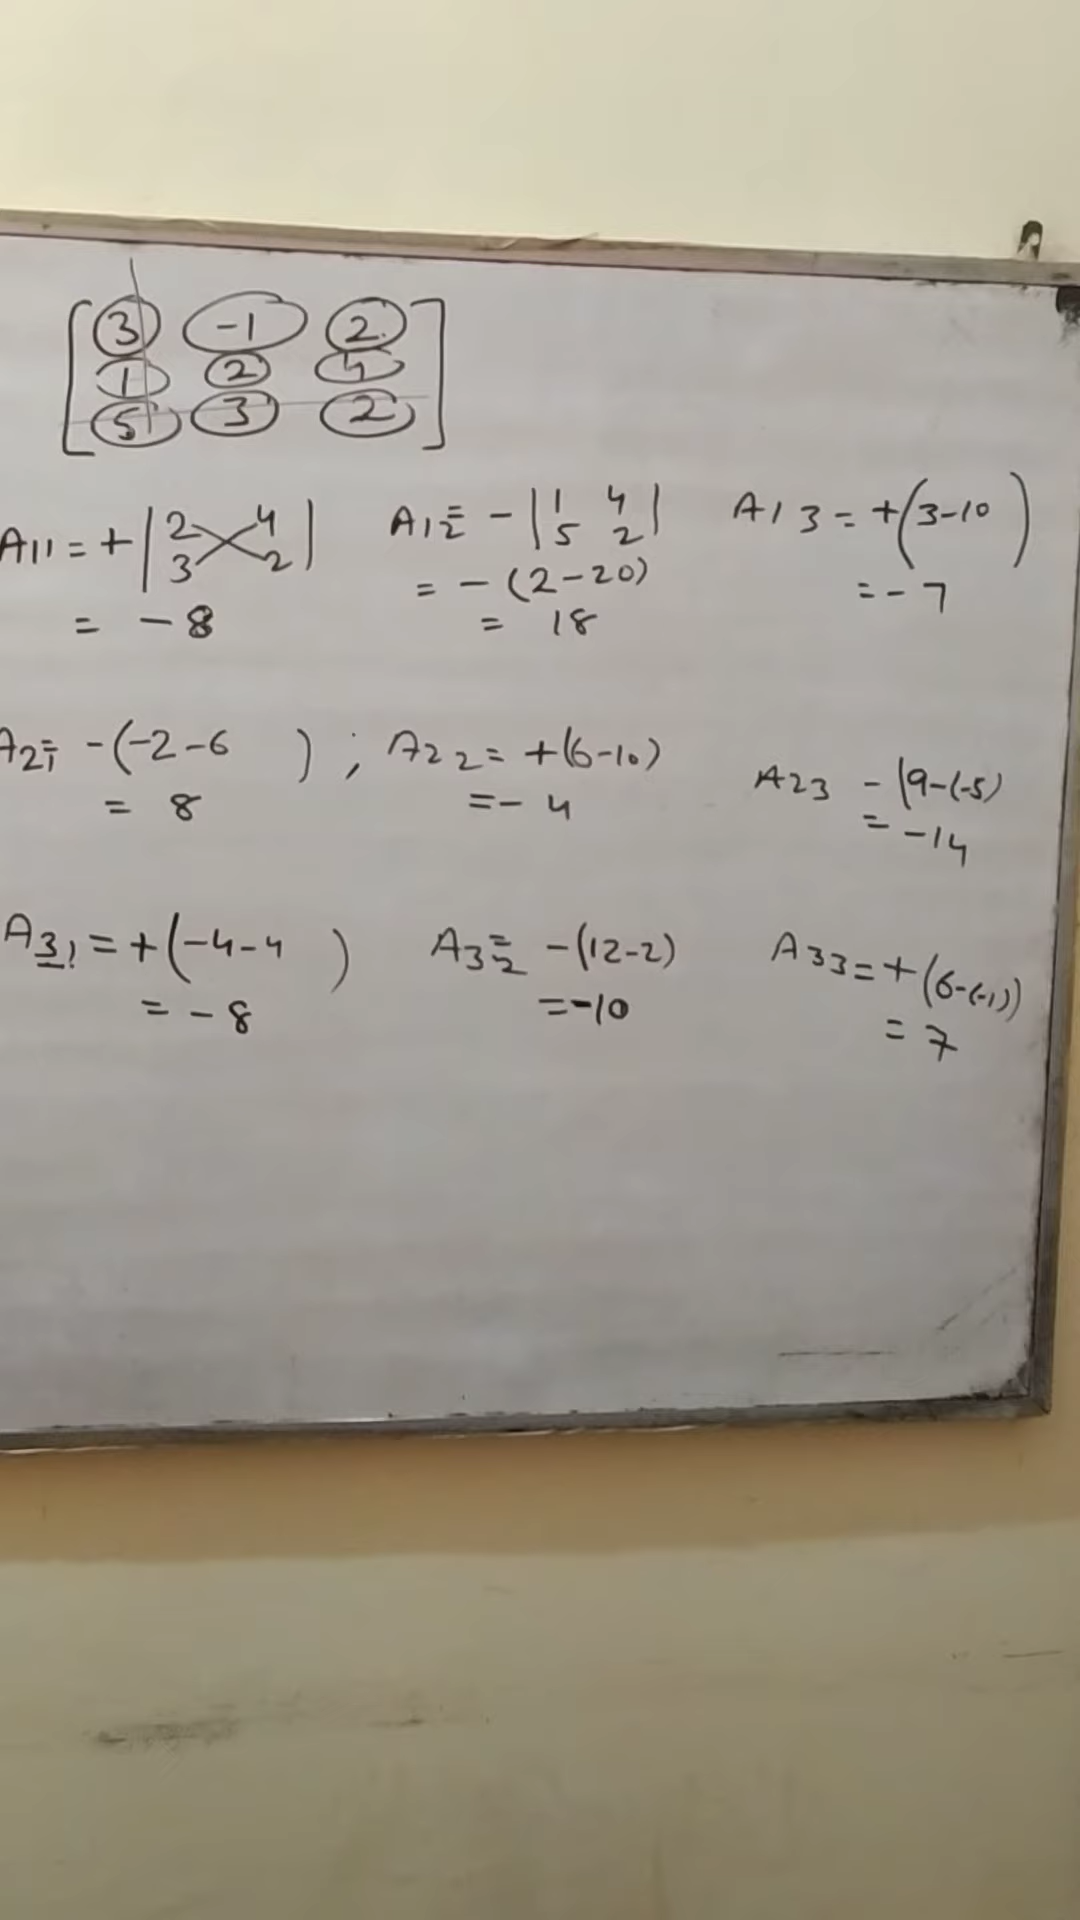 [3 -1 2
1 2 4
5 3 2]
A11 = + |2 4
3 2|
= -8
A12 = - |1 4
5 2|
= - (2-20)
= 18
A13 = + (3-10)
= -7
A21 = -(-2-6 ) ;
= 8
A22 = +(6-10)
= -4
A23 - (9-(-5)
= -14
A31 = +(-4-4 )
= -8
A32 = -(12-2)
= -10
A33 = +(6-(-1))
= 7